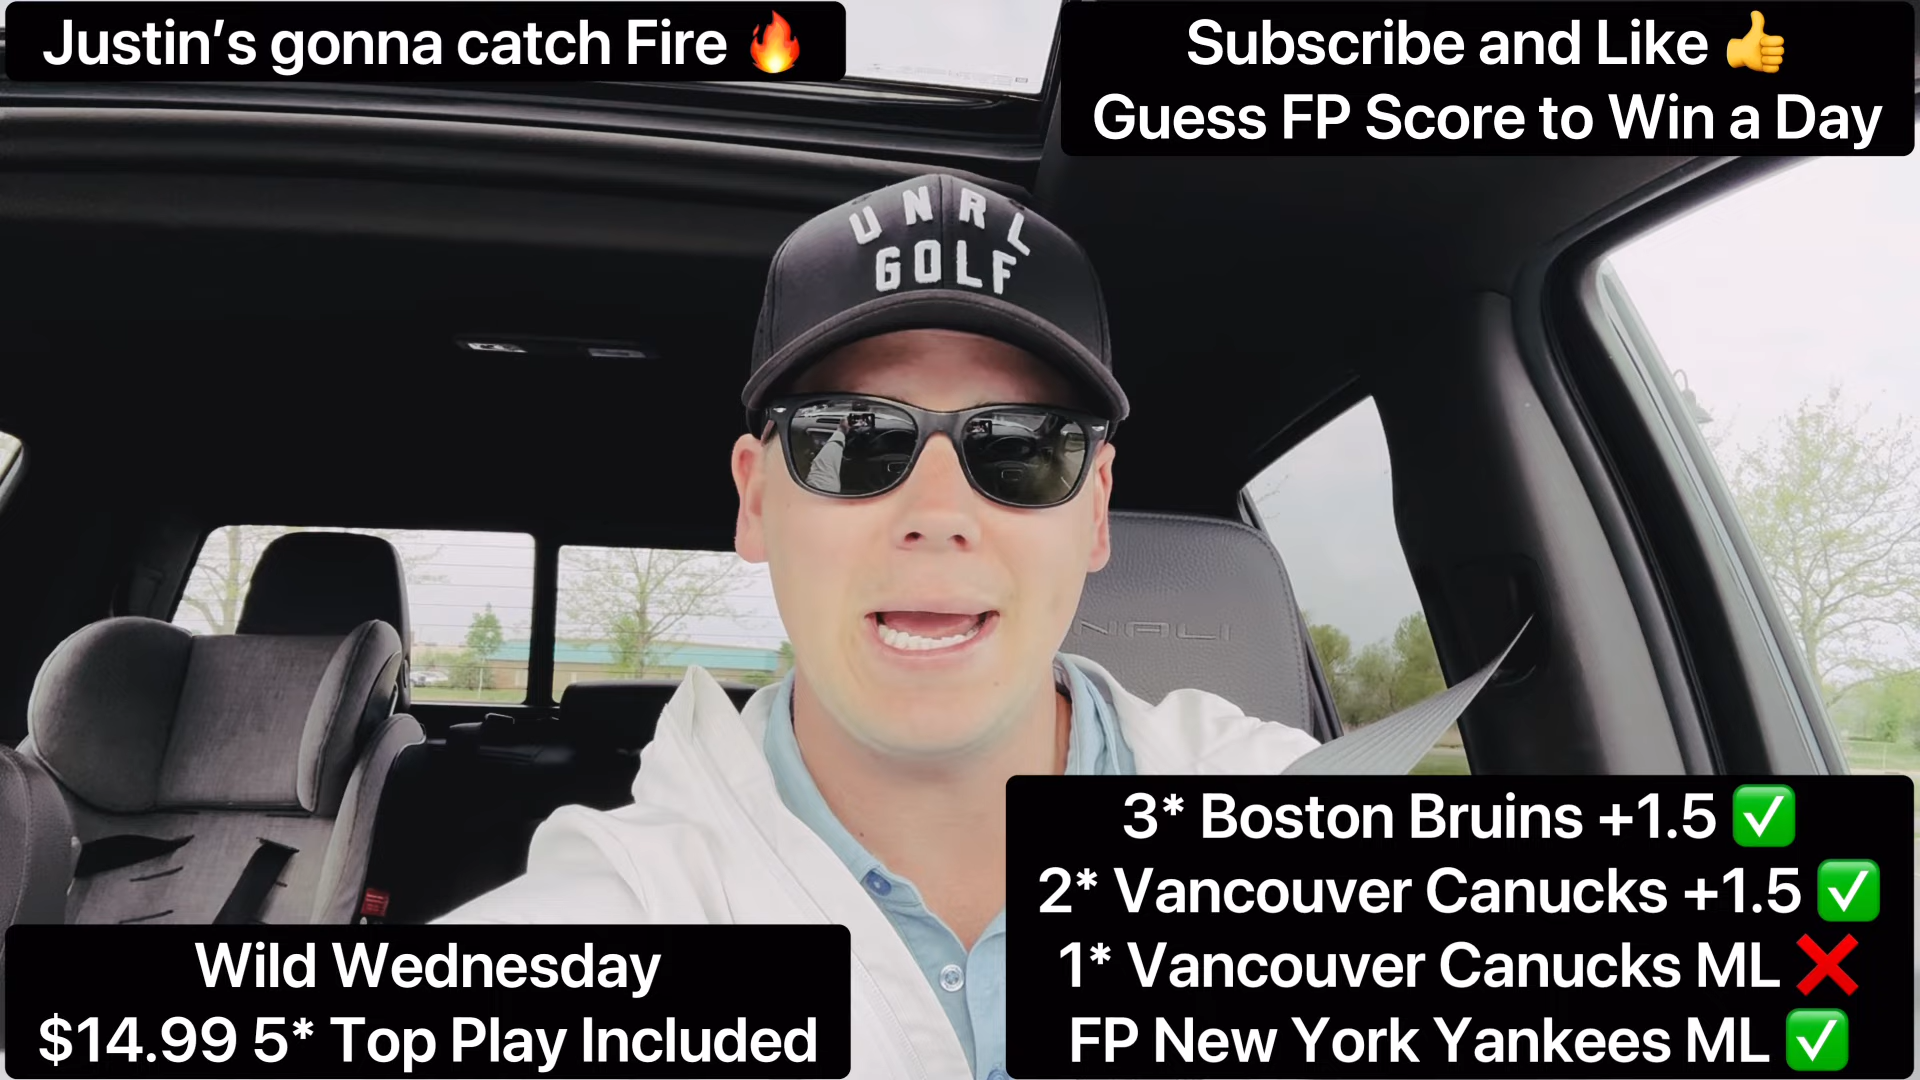 Justin's gonna catch Fire 🔥
Subscribe and Like 👍
Guess FP Score to Win a Day
UNRL
GOLF
NALI
3* Boston Bruins +1.5 ✅
2* Vancouver Canucks +1.5 ✅
1* Vancouver Canucks ML ❌
FP New York Yankees ML ✅
Wild Wednesday
$14.99 5* Top Play Included